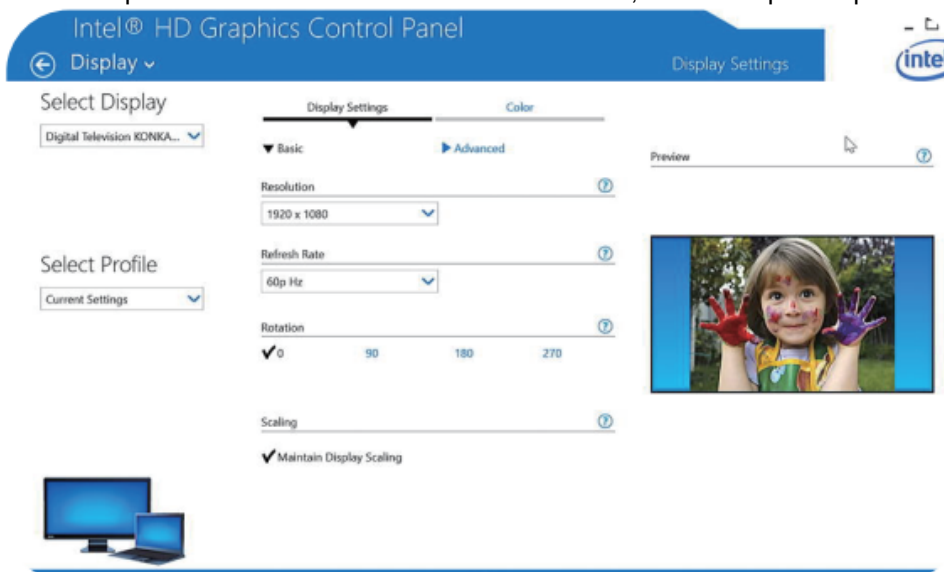 Intel® HD Graphics Control Panel
Display
Display Settings
intel
Select Display
Digital Television KONKA...
Display Settings
Color
Basic
Advanced
Preview
Resolution
1920 x 1080
Refresh Rate
60p Hz
Select Profile
Current Settings
Rotation
0 90 180 270
Scaling
Maintain Display Scaling